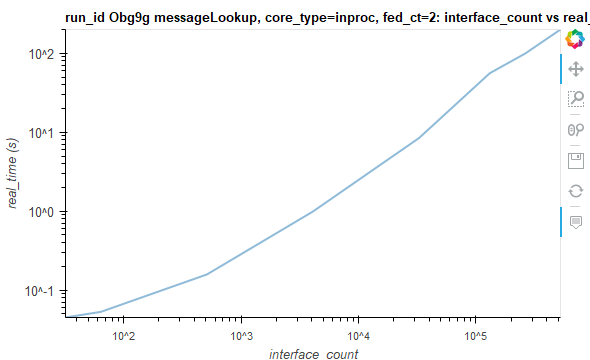 run_id Obg9g messageLookup, core_type=inproc, fed_ct=2: interface_count vs real_
10^2
10^1
10^0
10^-1
real_time (s)
10^2
10^3
10^4
10^5
interface_count